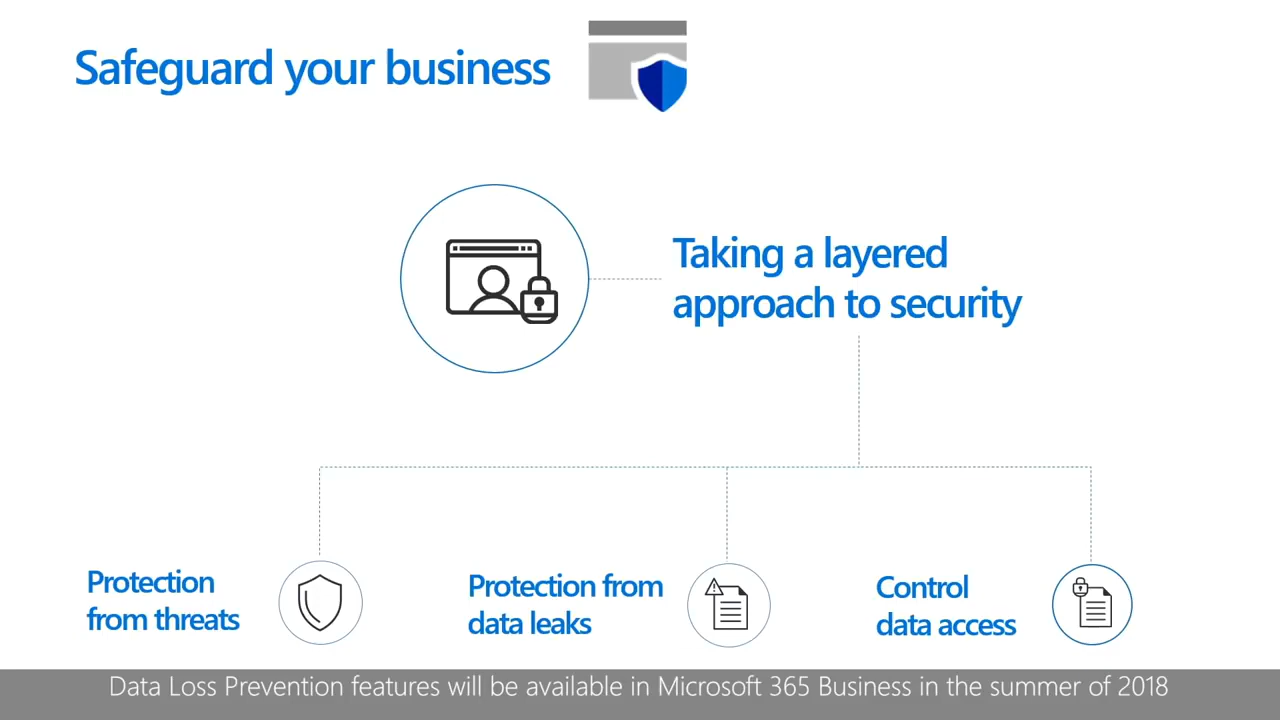 Safeguard your business
Taking a layered
approach to security
Protection
from threats
Protection from
data leaks
Control
data access
Data Loss Prevention features will be available in Microsoft 365 Business in the summer of 2018